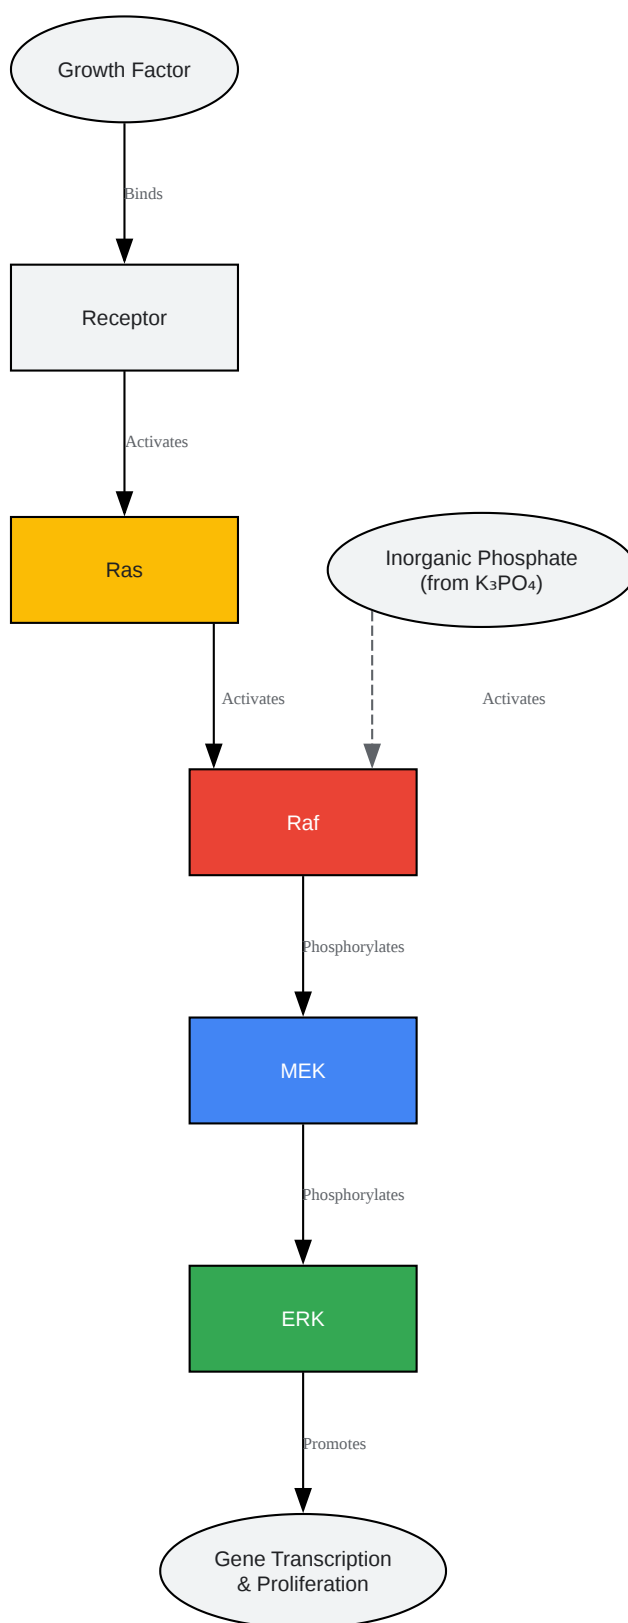 Growth Factor
Binds
Receptor
Activates
Ras
Inorganic Phosphate
(from K₃PO₄)
Activates
Activates
Raf
Phosphorylates
MEK
Phosphorylates
ERK
Promotes
Gene Transcription
& Proliferation